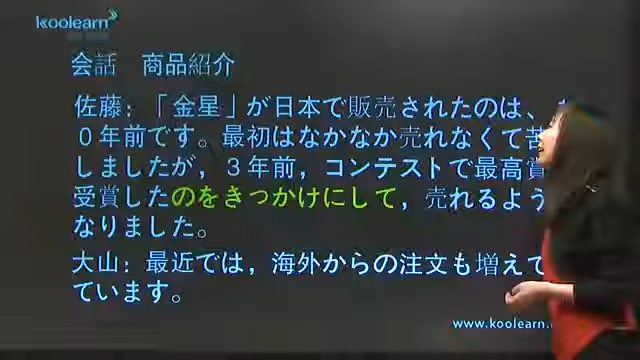 koolearn
会話　商品紹介
佐藤：「金星」が日本で販売されたのは、
０年前です。最初はなかなか売れなくて苦
しましたが，３年前，コンテストで最高賞
受賞したのをきっかけにして，売れるよう
なりました。
大山：最近では，海外からの注文も増えて
ています。
www.koolearn.